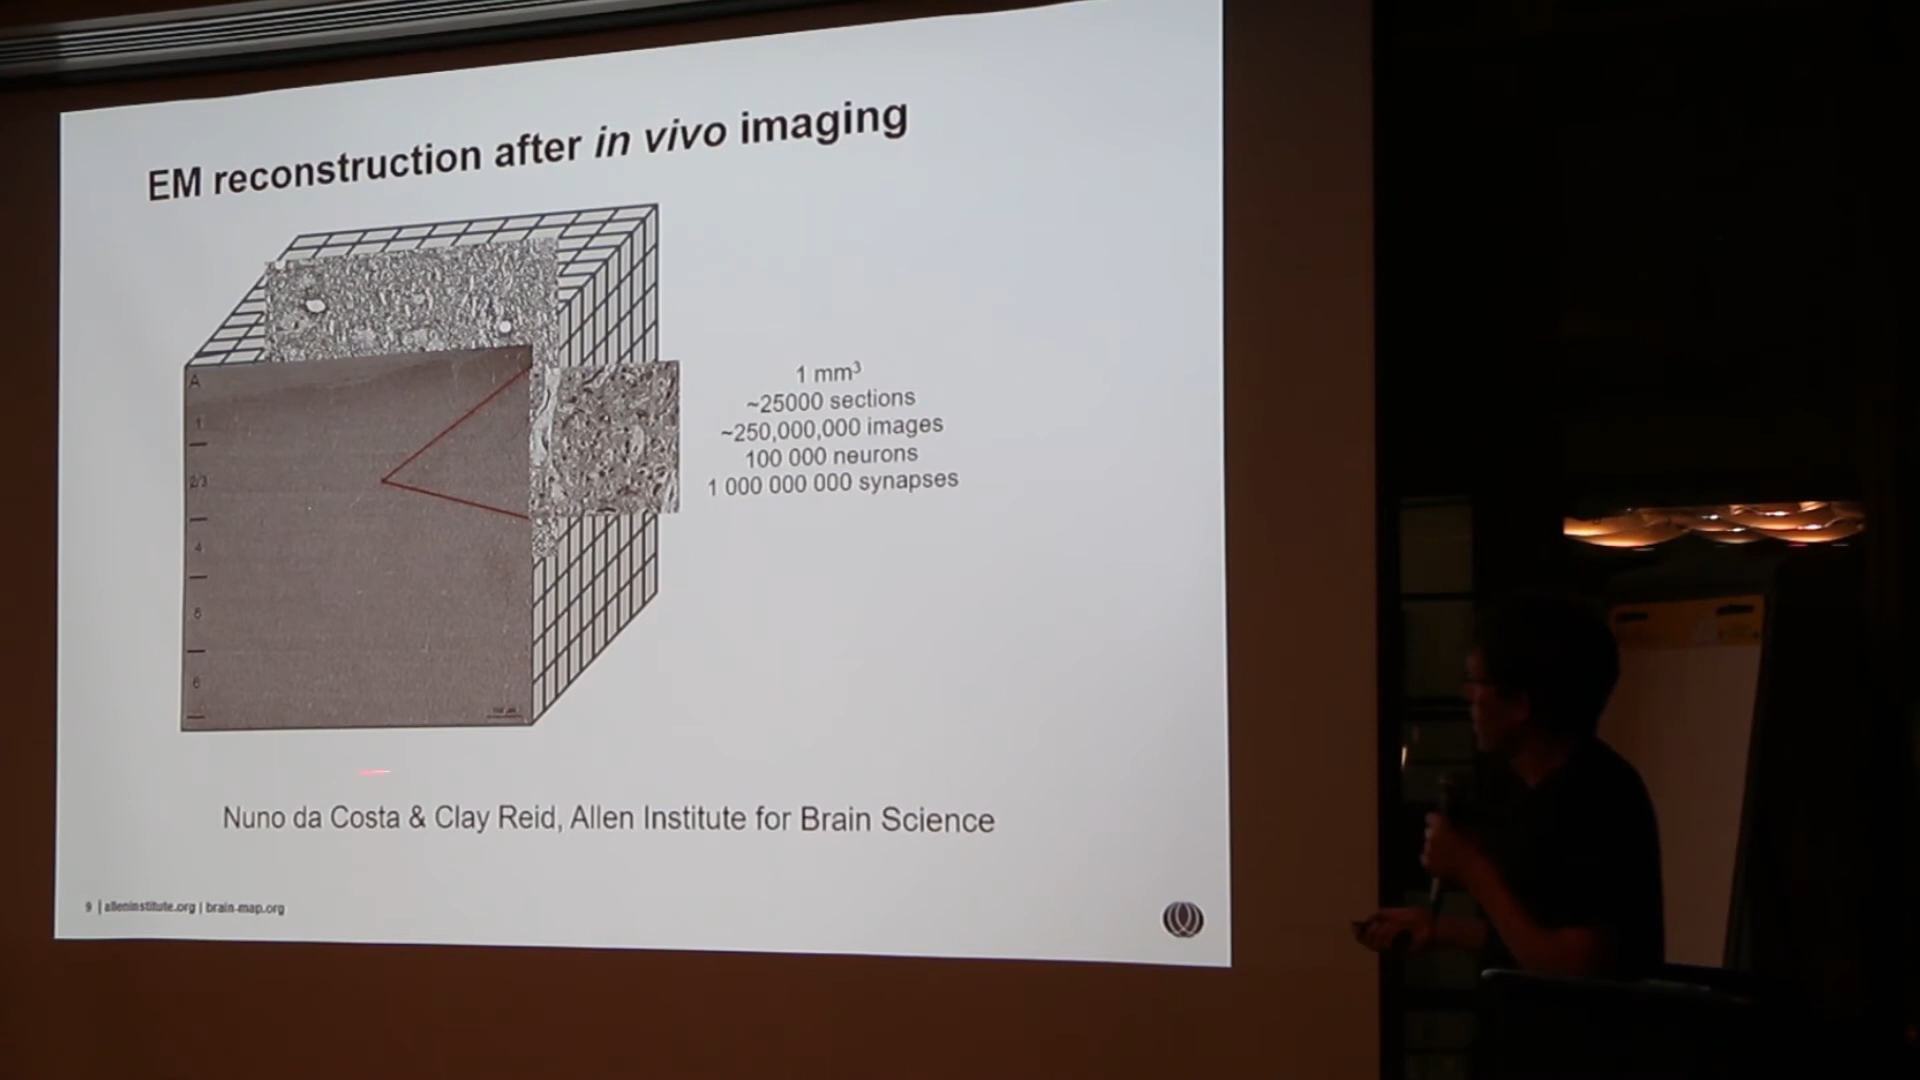 EM reconstruction after in vivo imaging
A
1
2/3
4
5
6
1 mm³
~25000 sections
~250,000,000 images
100 000 neurons
1 000 000 000 synapses
Nuno da Costa & Clay Reid, Allen Institute for Brain Science
9 | alleninstitute.org | brain-map.org